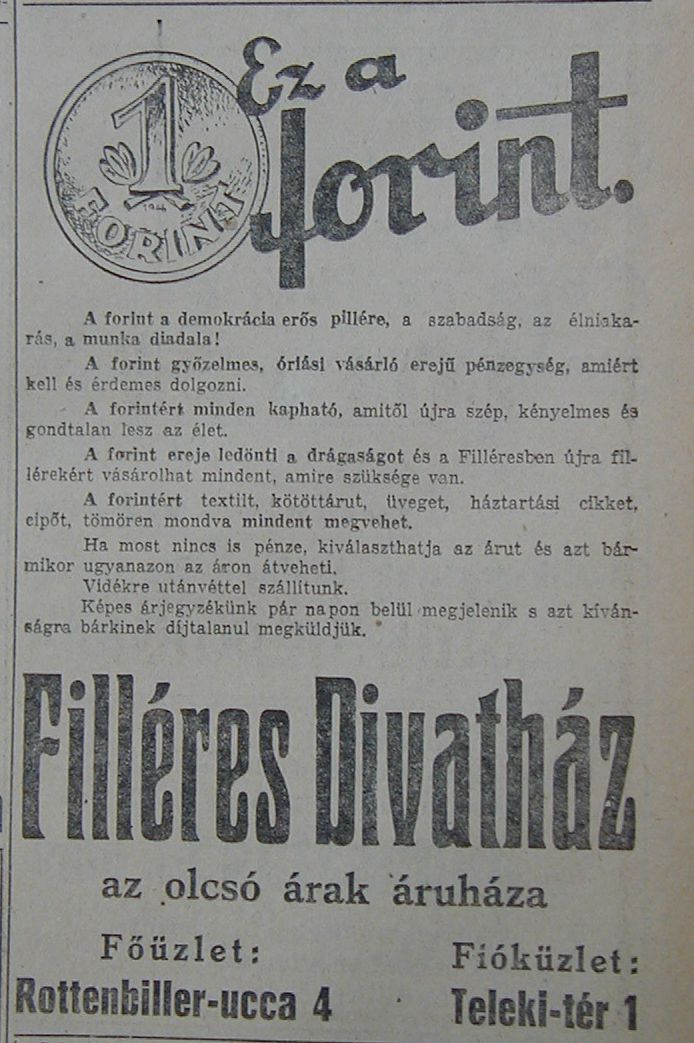 Ez a
forint.
1
1946
FORINT
A forint a demokrácia erős pillére, a szabadság, az élniaka-
rás, a munka diadala!
A forint győzelmes, óriási vásárló erejű pénzegység, amiért
kell és érdemes dolgozni.
A forintért minden kapható, amitől újra szép, kényelmes és
gondtalan lesz az élet.
A forint ereje ledönti a drágaságot és a Filléresben újra fil-
lérekért vásárolhat mindent, amire szüksége van.
A forintért textilt, kötöttárut, üveget, háztartási cikket,
cipőt, tömören mondva mindent megvehet.
Ha most nincs is pénze, kiválaszthatja az árut és azt bár-
mikor ugyanazon az áron átveheti.
Vidékre utánvéttel szállítunk.
Képes árjegyzékünk pár napon belül megjelenik s azt kíván-
ságra bárkinek díjtalanul megküldjük.
Filléres Divatház
az olcsó árak áruháza
Főüzlet:
Rottenbiller-ucca 4
Fióküzlet:
Teleki-tér 1